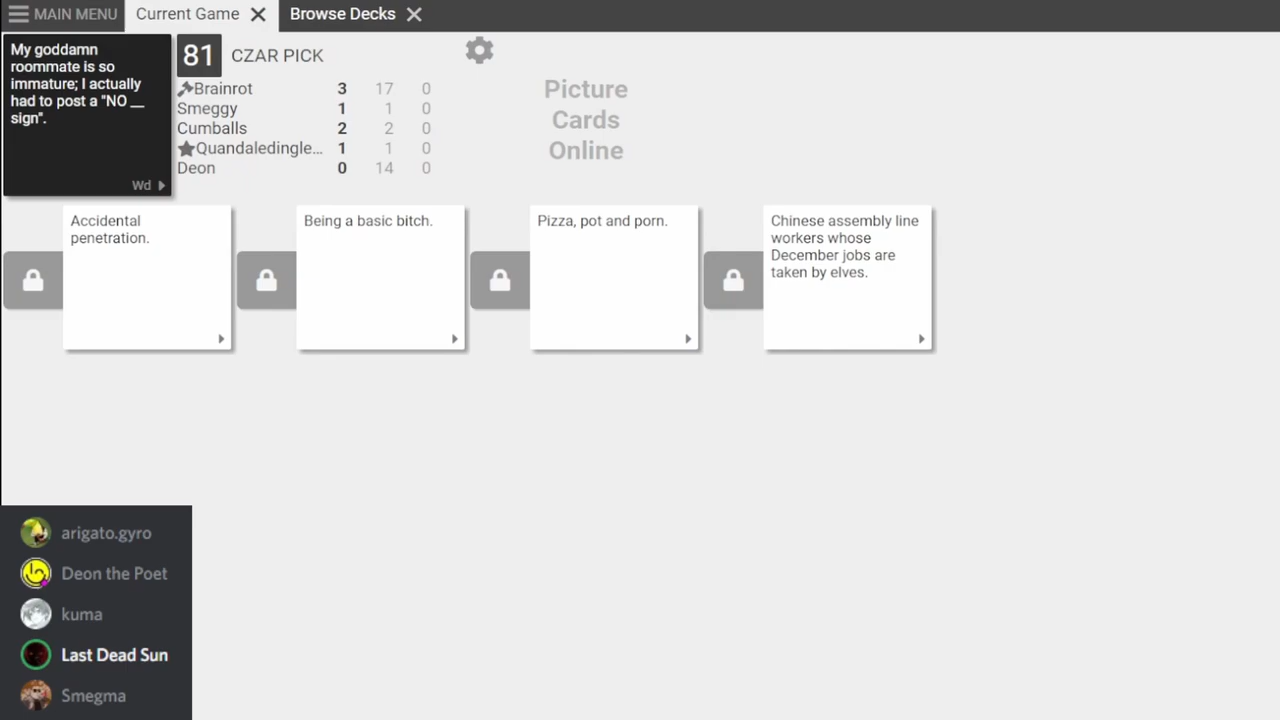 MAIN MENU
Current Game
Browse Decks
My goddamn
roommate is so
immature; I actually
had to post a "NO __
sign".
Wd
81 CZAR PICK
Brainrot 3 17 0
Smeggy 1 1 0
Cumballs 2 2 0
Quandaledingle... 1 1 0
Deon 0 14 0
Picture
Cards
Online
Accidental
penetration.
Being a basic bitch.
Pizza, pot and porn.
Chinese assembly line
workers whose
December jobs are
taken by elves.
arigato.gyro
Deon the Poet
kuma
Last Dead Sun
Smegma